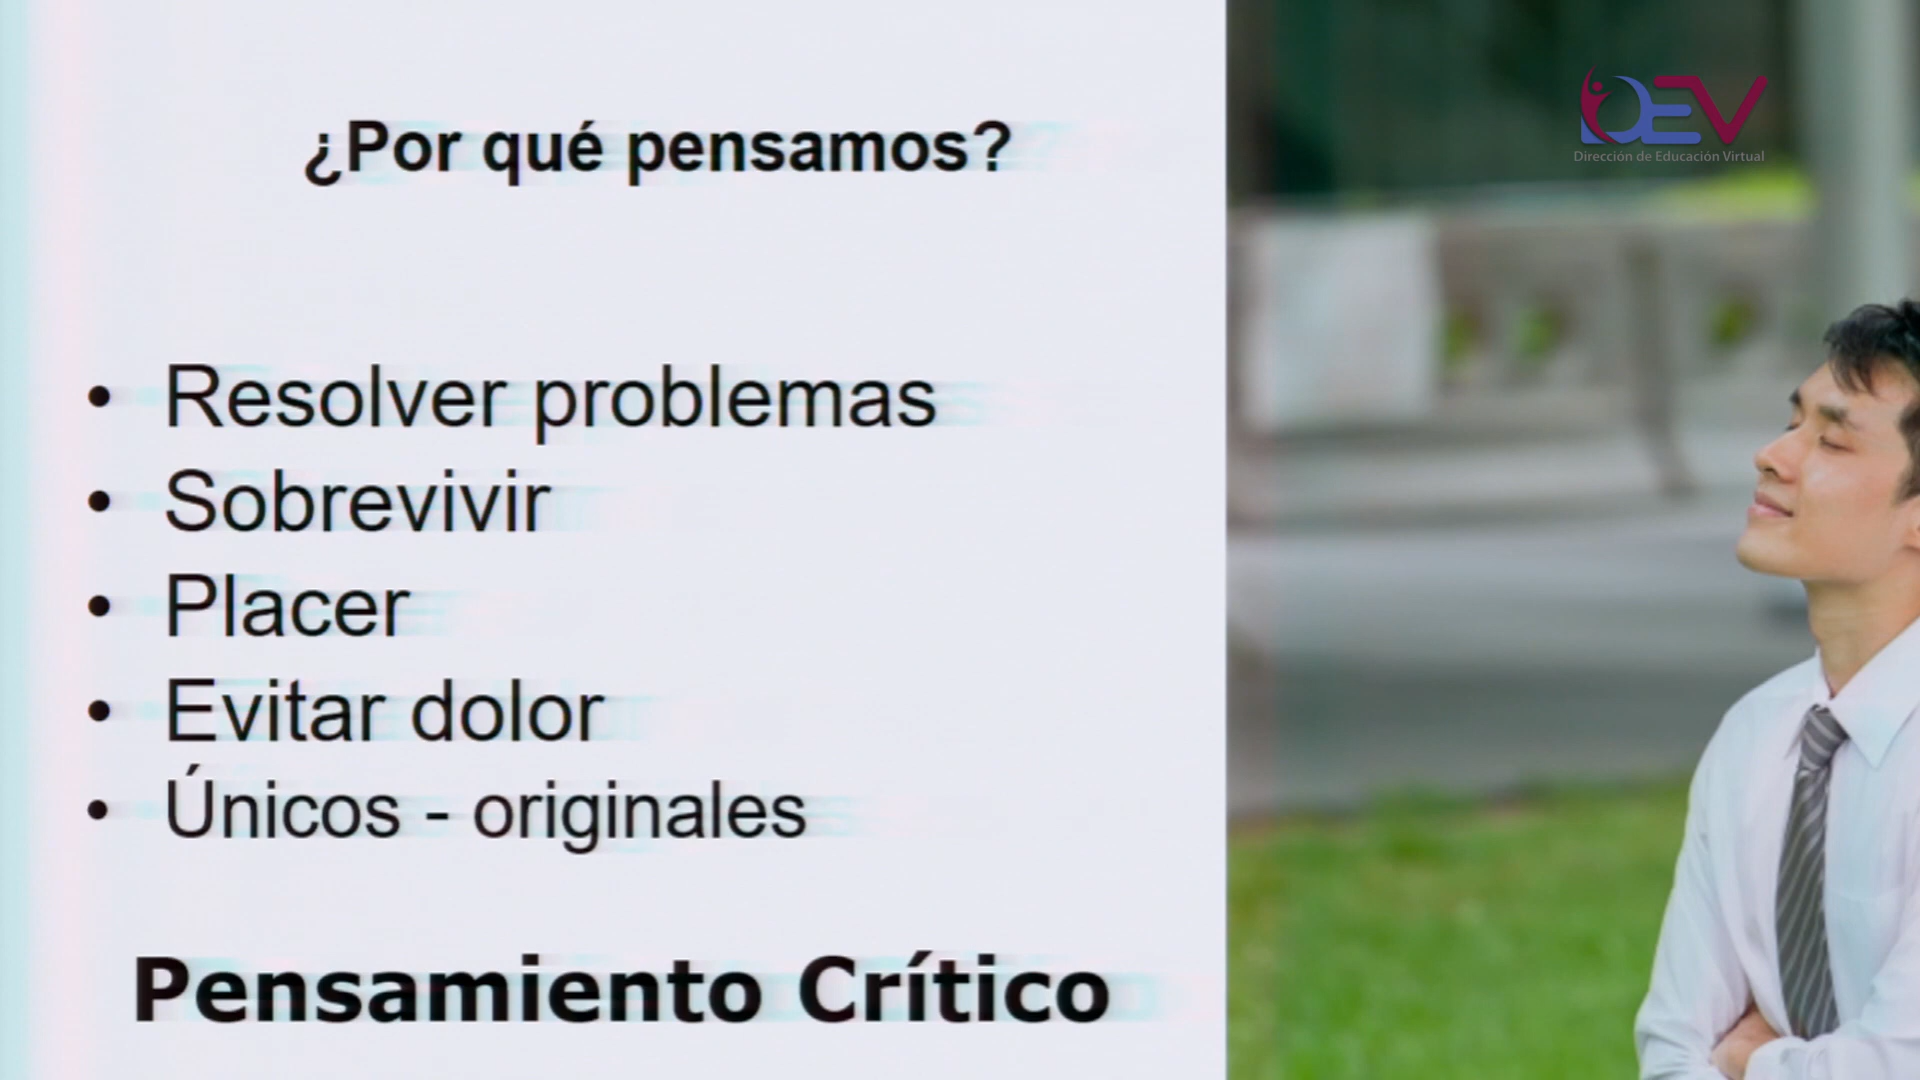 ¿Por qué pensamos?
• Resolver problemas
• Sobrevivir
• Placer
• Evitar dolor
• Únicos - originales
Pensamiento Crítico
DEV
Dirección de Educación Virtual